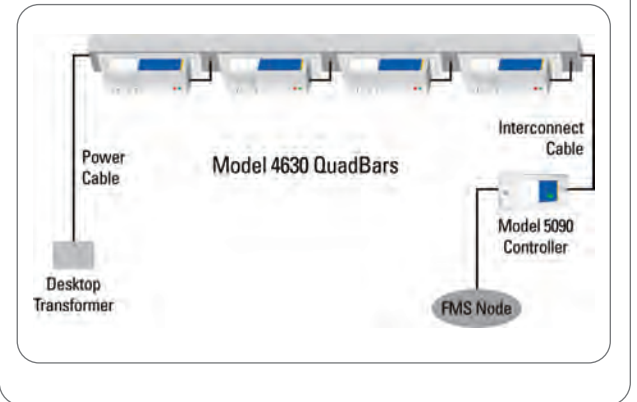 Power
Cable
Model 4630 QuadBars
Interconnect
Cable
Model 5090
Controller
Desktop
Transformer
FMS Node